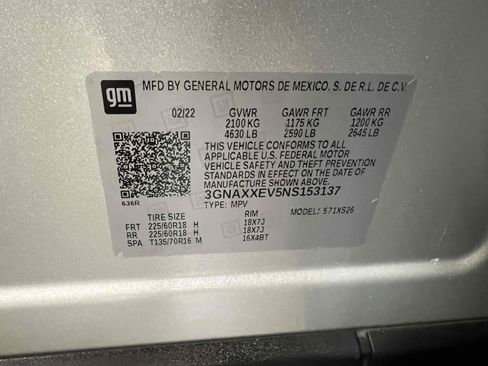 gm
MFD BY GENERAL MOTORS DE MEXICO, S. DE R.L. DE C.V.
02/22 GVWR GAWR FRT GAWR RR
2100 KG 1175 KG 1200 KG
4630 LB 2590 LB 2645 LB
THIS VEHICLE CONFORMS TO ALL
APPLICABLE U.S. FEDERAL MOTOR
VEHICLE SAFETY AND THEFT PREVENTION
STANDARDS IN EFFECT ON THE DATE OF
MANUFACTURE SHOWN ABOVE.
3GNAXXEV5NS153137
636R
TYPE: MPV MODEL: 571XS26
TIRE SIZE RIM
FRT 225/60R18 H 18X7J
RR 225/60R18 H 18X7J
SPA T135/70R16 M 16X4BT